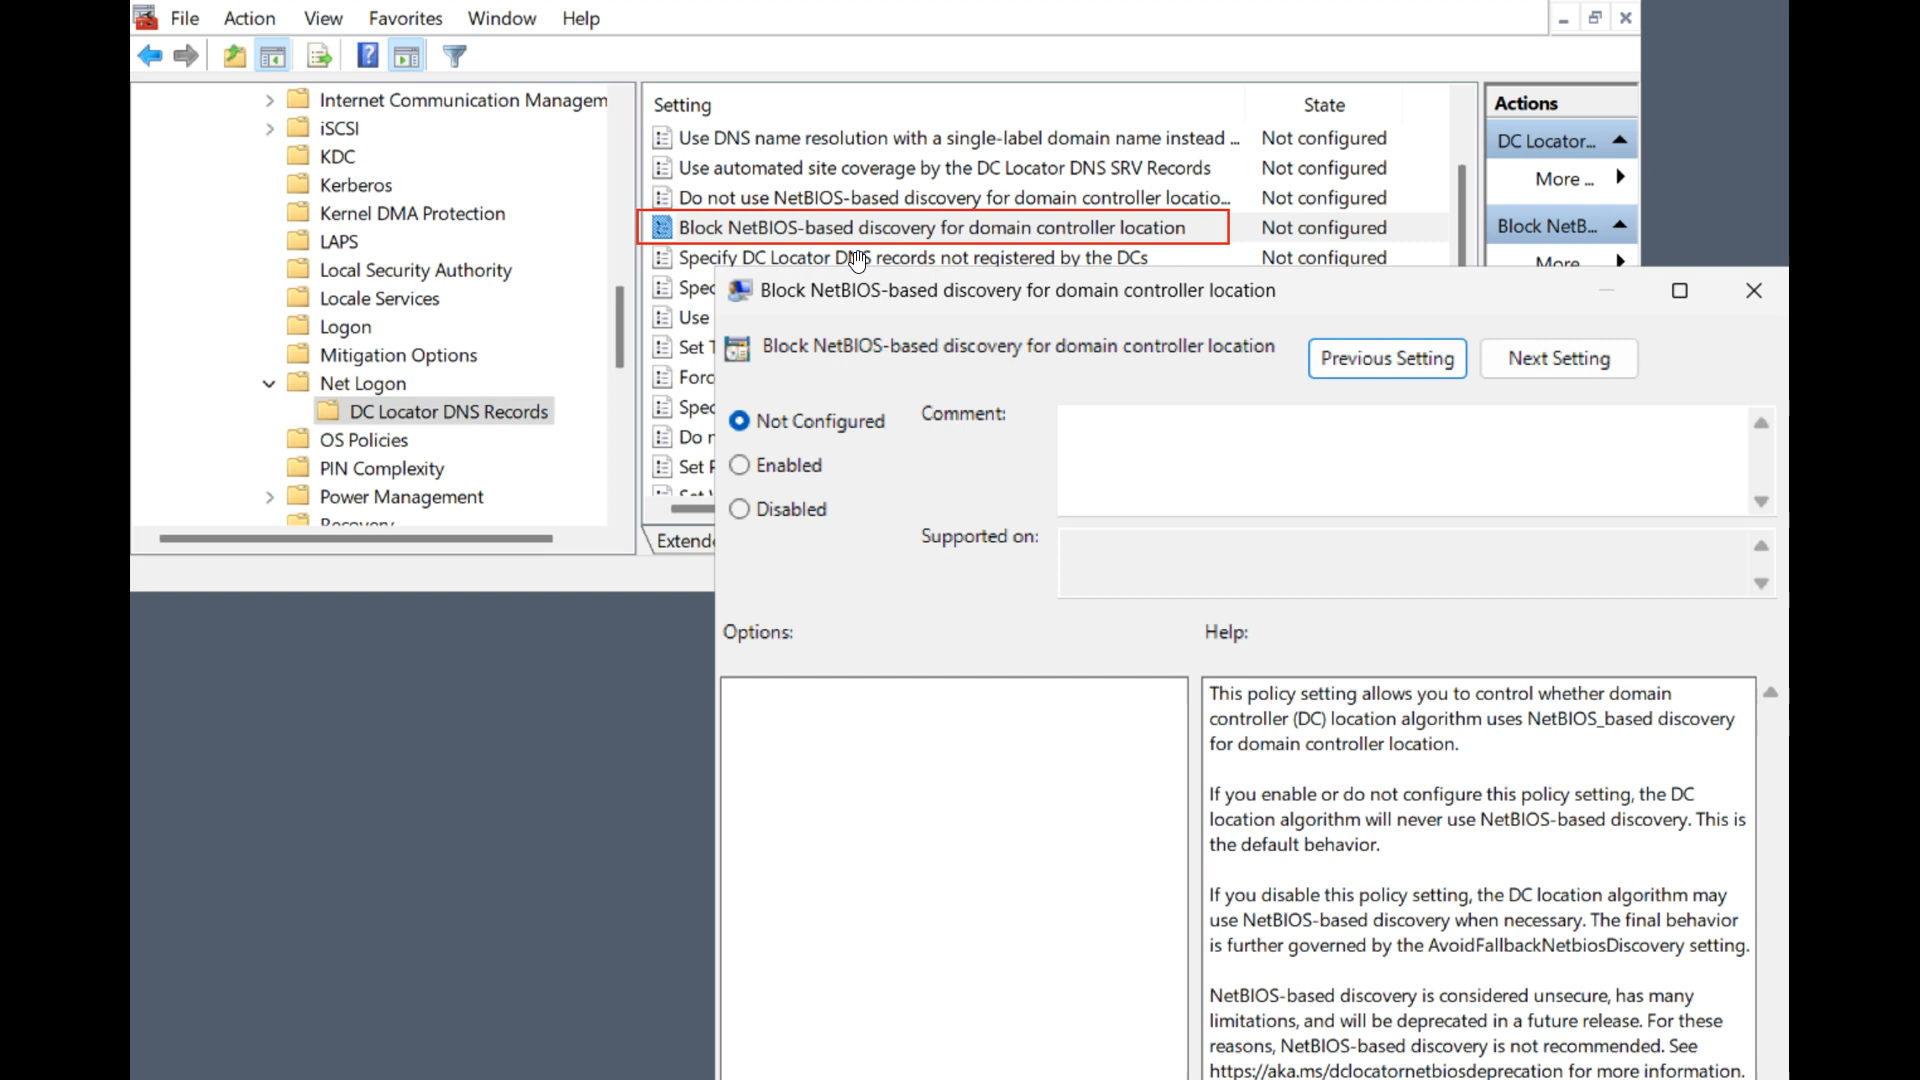 File Action View Favorites Window Help
Internet Communication Managem
iSCSI
KDC
Kerberos
Kernel DMA Protection
LAPS
Local Security Authority
Locale Services
Logon
Mitigation Options
Net Logon
DC Locator DNS Records
OS Policies
PIN Complexity
Power Management
Recovery
Setting State
Use DNS name resolution with a single-label domain name instead ... Not configured
Use automated site coverage by the DC Locator DNS SRV Records Not configured
Do not use NetBIOS-based discovery for domain controller locatio... Not configured
Block NetBIOS-based discovery for domain controller location Not configured
Specify DC Locator DNS records not registered by the DCs Not configured
Spec
Use
Set T
Forc
Spec
Do n
Set P
Set V
Extende
Actions
DC Locator...
More ...
Block NetB...
More
Block NetBIOS-based discovery for domain controller location
Block NetBIOS-based discovery for domain controller location
Previous Setting Next Setting
Not Configured
Enabled
Disabled
Comment:
Supported on:
Options:
Help:
This policy setting allows you to control whether domain
controller (DC) location algorithm uses NetBIOS_based discovery
for domain controller location.
If you enable or do not configure this policy setting, the DC
location algorithm will never use NetBIOS-based discovery. This is
the default behavior.
If you disable this policy setting, the DC location algorithm may
use NetBIOS-based discovery when necessary. The final behavior
is further governed by the AvoidFallbackNetbiosDiscovery setting.
NetBIOS-based discovery is considered unsecure, has many
limitations, and will be deprecated in a future release. For these
reasons, NetBIOS-based discovery is not recommended. See
https://aka.ms/dclocatornetbiosdeprecation for more information.